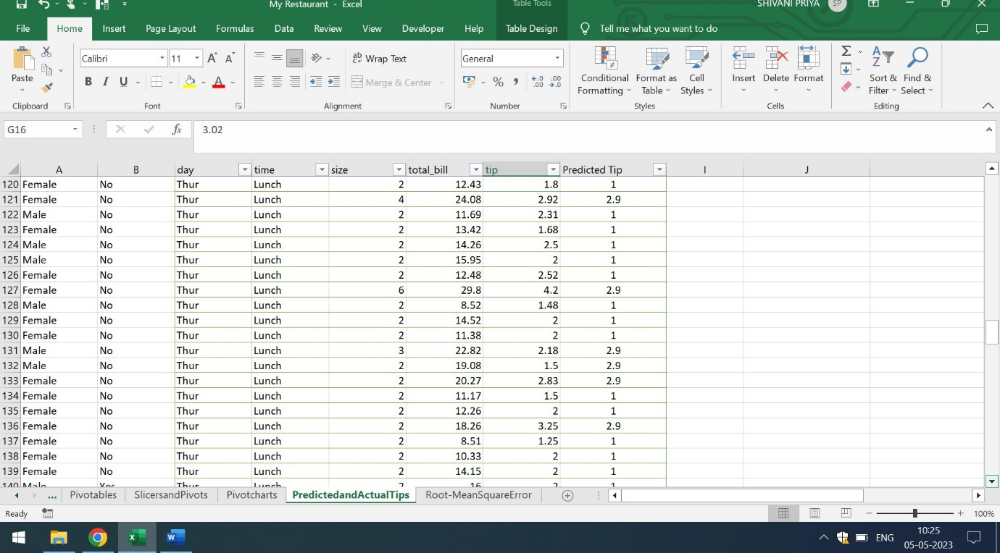 My Restaurant - Excel
Table Tools
SHIVANI PRIYA SP
File Home Insert Page Layout Formulas Data Review View Developer Help Table Design Tell me what you want to do
Paste
Calibri 11 A A
B I U A
ab Wrap Text
Merge & Center
General
% , .00 .00
Conditional Formatting
Format as Table
Cell Styles
Insert Delete Format
Sort & Filter
Find & Select
Clipboard Font Alignment Number Styles Cells Editing
G16 fx 3.02
A B day time size total_bill tip Predicted Tip I J
120 Female No Thur Lunch 2 12.43 1.8 1
121 Female No Thur Lunch 4 24.08 2.92 2.9
122 Male No Thur Lunch 2 11.69 2.31 1
123 Female No Thur Lunch 2 13.42 1.68 1
124 Male No Thur Lunch 2 14.26 2.5 1
125 Male No Thur Lunch 2 15.95 2 1
126 Female No Thur Lunch 2 12.48 2.52 1
127 Female No Thur Lunch 6 29.8 4.2 2.9
128 Male No Thur Lunch 2 8.52 1.48 1
129 Female No Thur Lunch 2 14.52 2 1
130 Female No Thur Lunch 2 11.38 2 1
131 Male No Thur Lunch 3 22.82 2.18 2.9
132 Male No Thur Lunch 2 19.08 1.5 2.9
133 Female No Thur Lunch 2 20.27 2.83 2.9
134 Female No Thur Lunch 2 11.17 1.5 1
135 Female No Thur Lunch 2 12.26 2 1
136 Female No Thur Lunch 2 18.26 3.25 2.9
137 Female No Thur Lunch 2 8.51 1.25 1
138 Female No Thur Lunch 2 10.33 2 1
139 Female No Thur Lunch 2 14.15 2 1
140 Male Yes Thur Lunch 2 16 2 1
... Pivotables SlicersandPivots Pivotcharts PredictedandActualTips Root-MeanSquareError
Ready 100%
ENG 10:25
05-05-2023